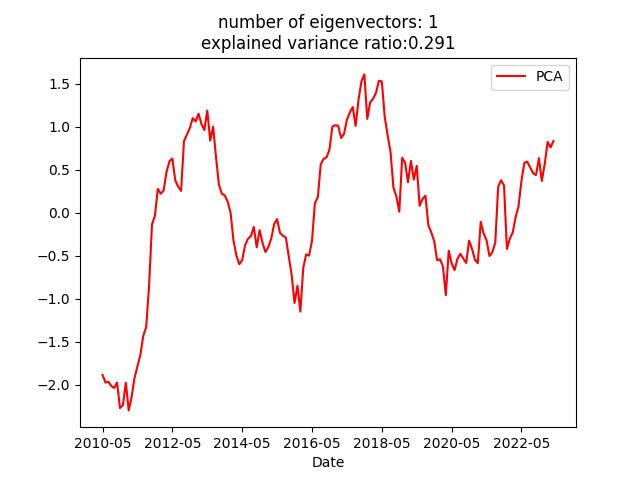 number of eigenvectors: 1
explained variance ratio:0.291
PCA
1.5
1.0
0.5
0.0
−0.5
−1.0
−1.5
−2.0
2010-05 2012-05 2014-05 2016-05 2018-05 2020-05 2022-05
Date